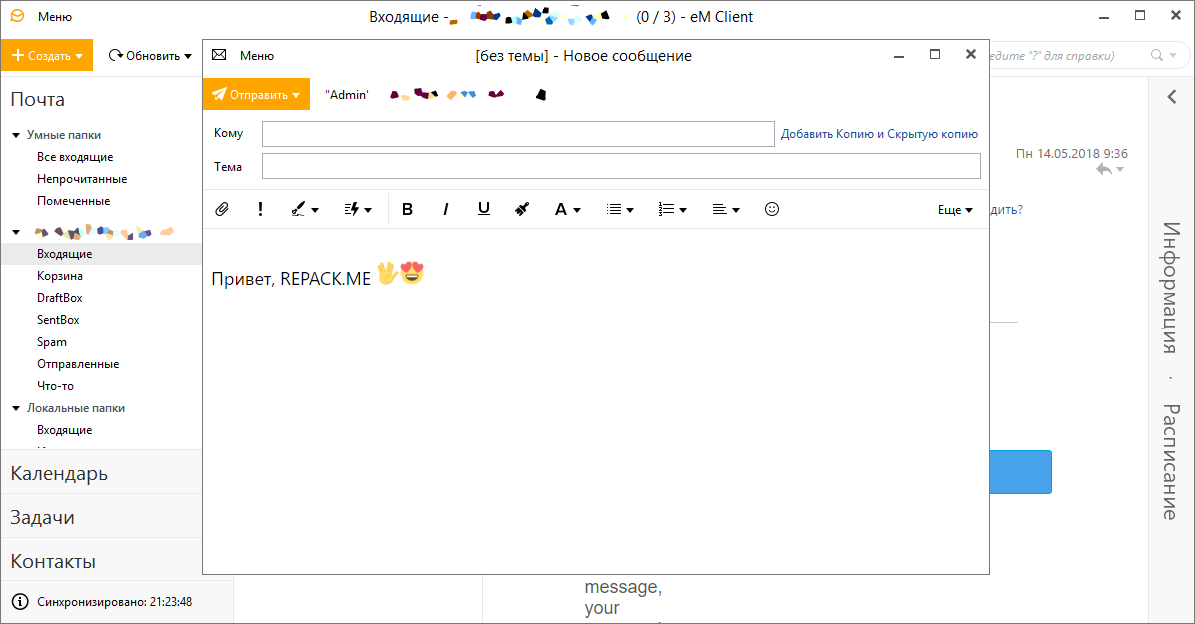 Меню
Входящие - (0 / 3) - eM Client
Создать
Обновить
едите "?" для справки)
Почта
Умные папки
Все входящие
Непрочитанные
Помеченные
Входящие
Корзина
DraftBox
SentBox
Spam
Отправленные
Что-то
Локальные папки
Входящие
Календарь
Задачи
Контакты
Синхронизировано: 21:23:48
Меню
[без темы] - Новое сообщение
Отправить
"Admin'
Кому
Добавить Копию и Скрытую копию
Тема
B I U A
Еще
Привет, REPACK.ME 🖖😍
Пн 14.05.2018 9:36
дить?
message,
your
Информация · Расписание